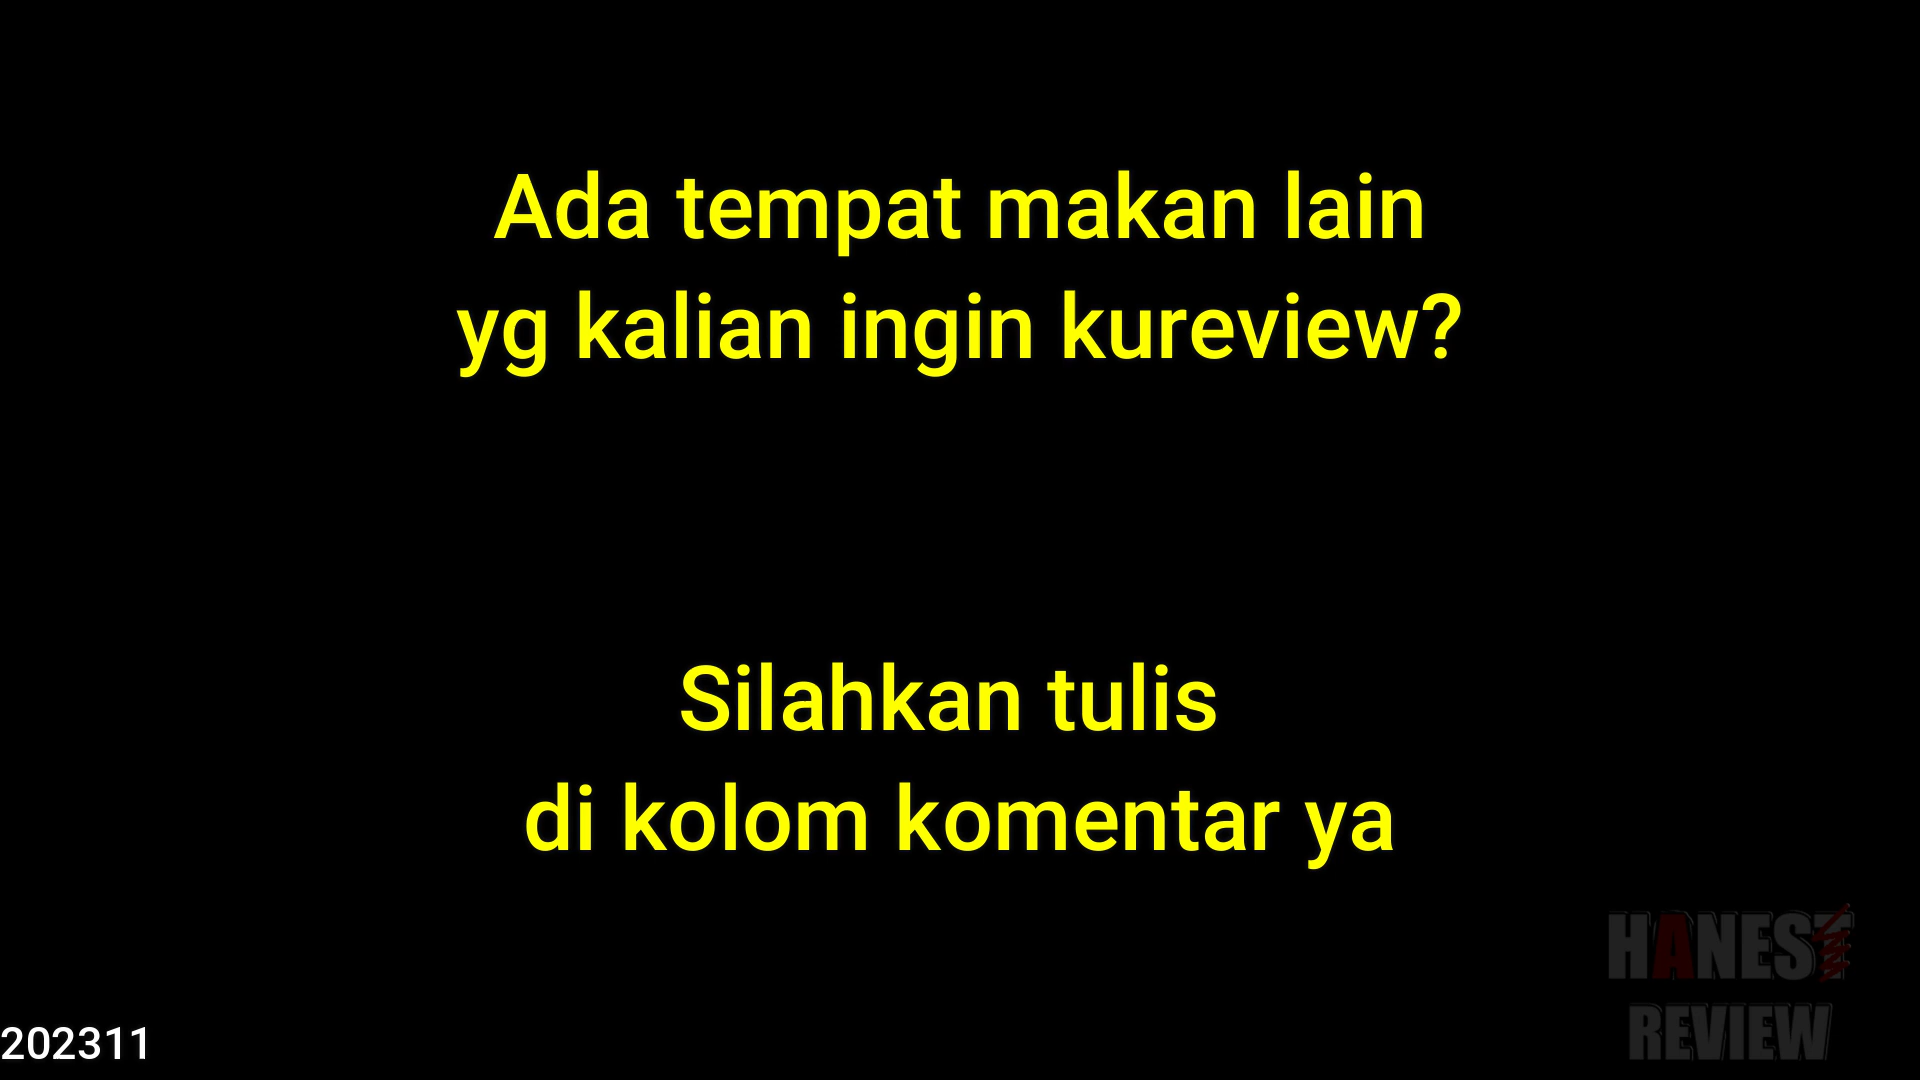 Ada tempat makan lain
yg kalian ingin kureview?
Silahkan tulis
di kolom komentar ya
HANEST
REVIEW
202311